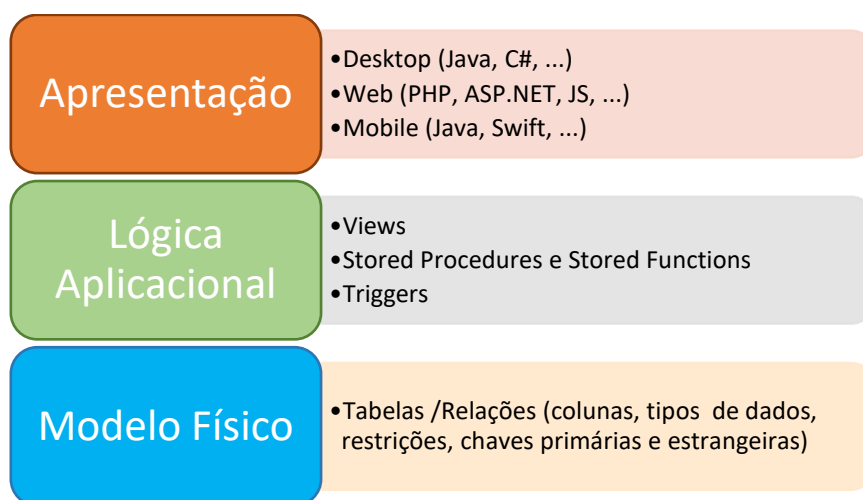 Apresentação
•Desktop (Java, C#, ...)
•Web (PHP, ASP.NET, JS, ...)
•Mobile (Java, Swift, ...)
Lógica
Aplicacional
•Views
•Stored Procedures e Stored Functions
•Triggers
Modelo Físico
•Tabelas /Relações (colunas, tipos de dados,
restrições, chaves primárias e estrangeiras)